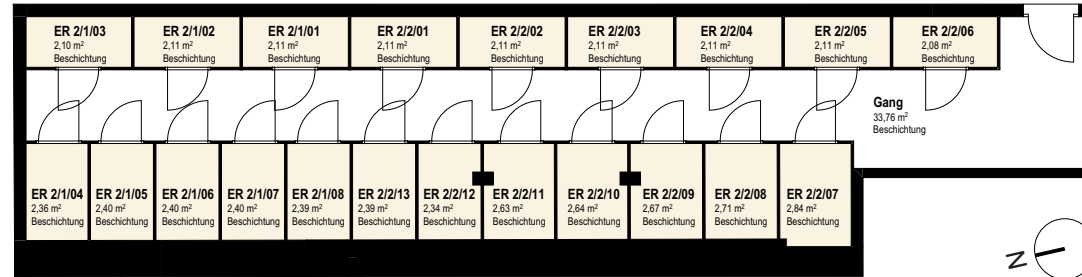 ER 2/1/03
2,10 m²
Beschichtung
ER 2/1/02
2,11 m²
Beschichtung
ER 2/1/01
2,11 m²
Beschichtung
ER 2/2/01
2,11 m²
Beschichtung
ER 2/2/02
2,11 m²
Beschichtung
ER 2/2/03
2,11 m²
Beschichtung
ER 2/2/04
2,11 m²
Beschichtung
ER 2/2/05
2,11 m²
Beschichtung
ER 2/2/06
2,08 m²
Beschichtung
Gang
33,76 m²
Beschichtung
ER 2/1/04
2,36 m²
Beschichtung
ER 2/1/05
2,40 m²
Beschichtung
ER 2/1/06
2,40 m²
Beschichtung
ER 2/1/07
2,40 m²
Beschichtung
ER 2/1/08
2,39 m²
Beschichtung
ER 2/2/13
2,39 m²
Beschichtung
ER 2/2/12
2,34 m²
Beschichtung
ER 2/2/11
2,63 m²
Beschichtung
ER 2/2/10
2,64 m²
Beschichtung
ER 2/2/09
2,67 m²
Beschichtung
ER 2/2/08
2,71 m²
Beschichtung
ER 2/2/07
2,84 m²
Beschichtung
N